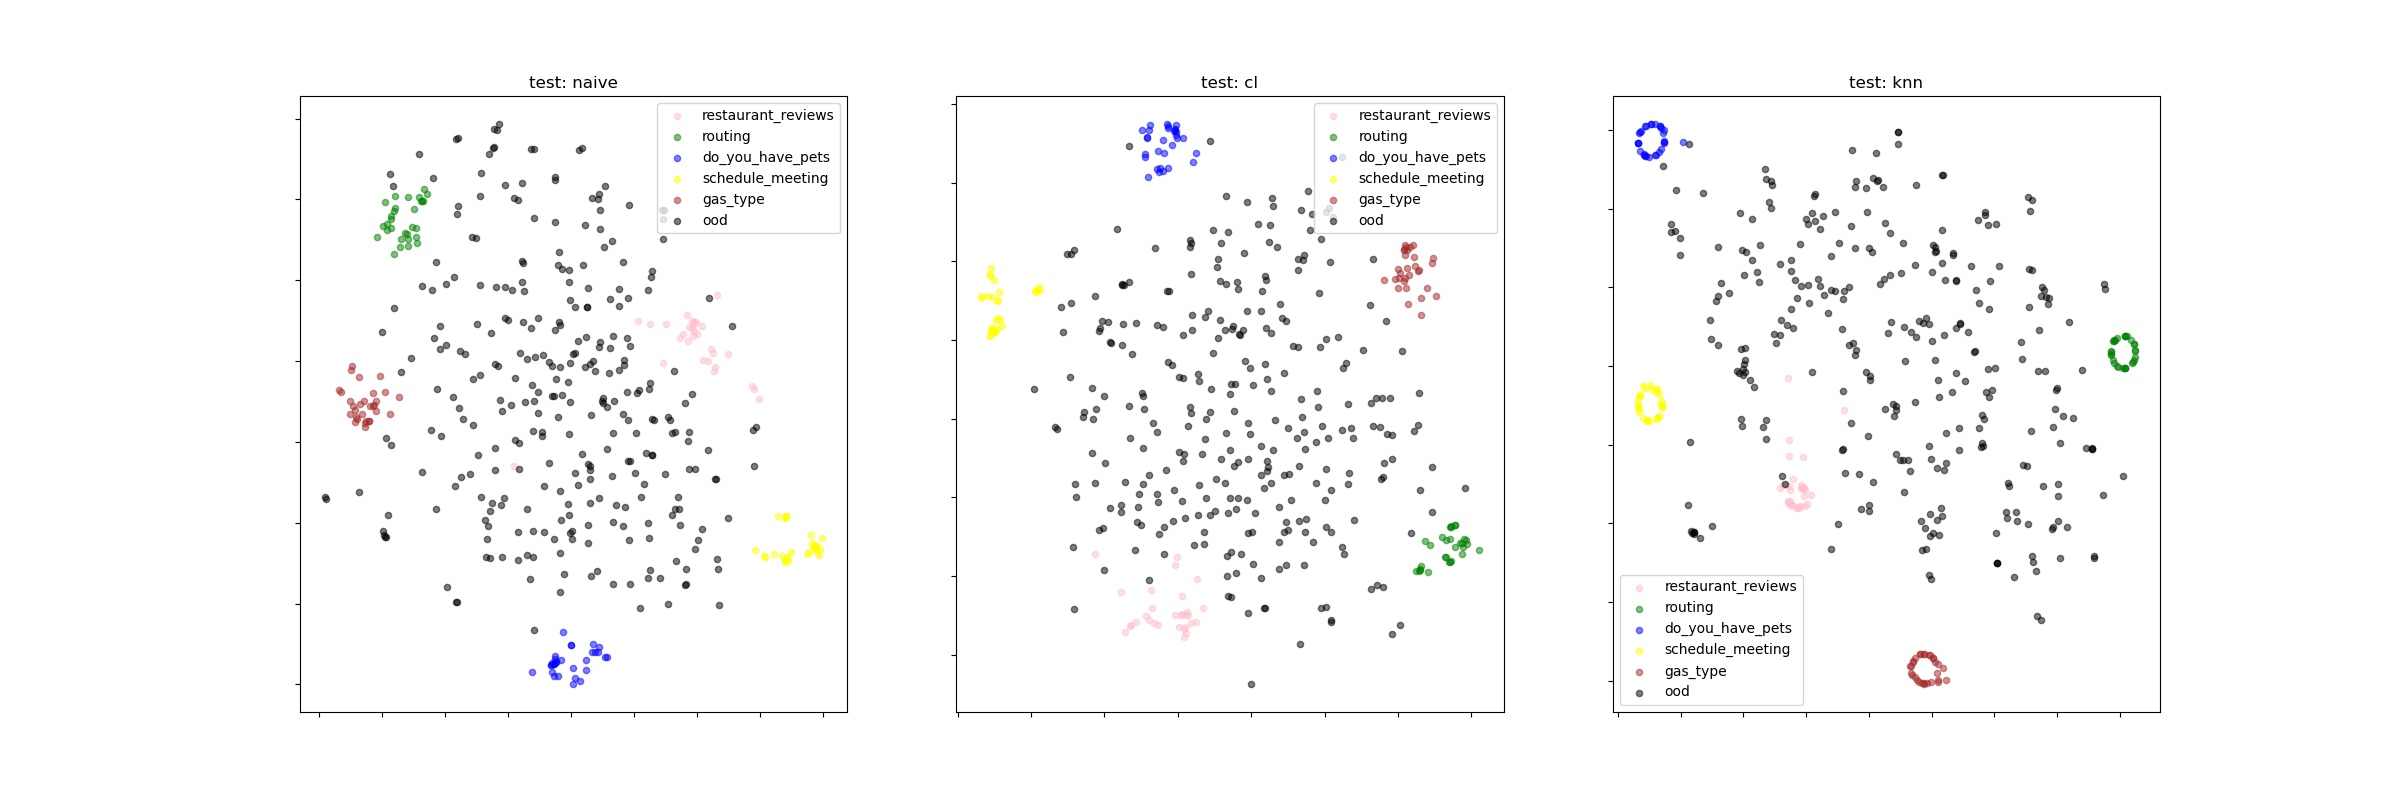 test: naive
restaurant_reviews
routing
do_you_have_pets
schedule_meeting
gas_type
ood
test: cl
restaurant_reviews
routing
do_you_have_pets
schedule_meeting
gas_type
ood
test: knn
restaurant_reviews
routing
do_you_have_pets
schedule_meeting
gas_type
ood